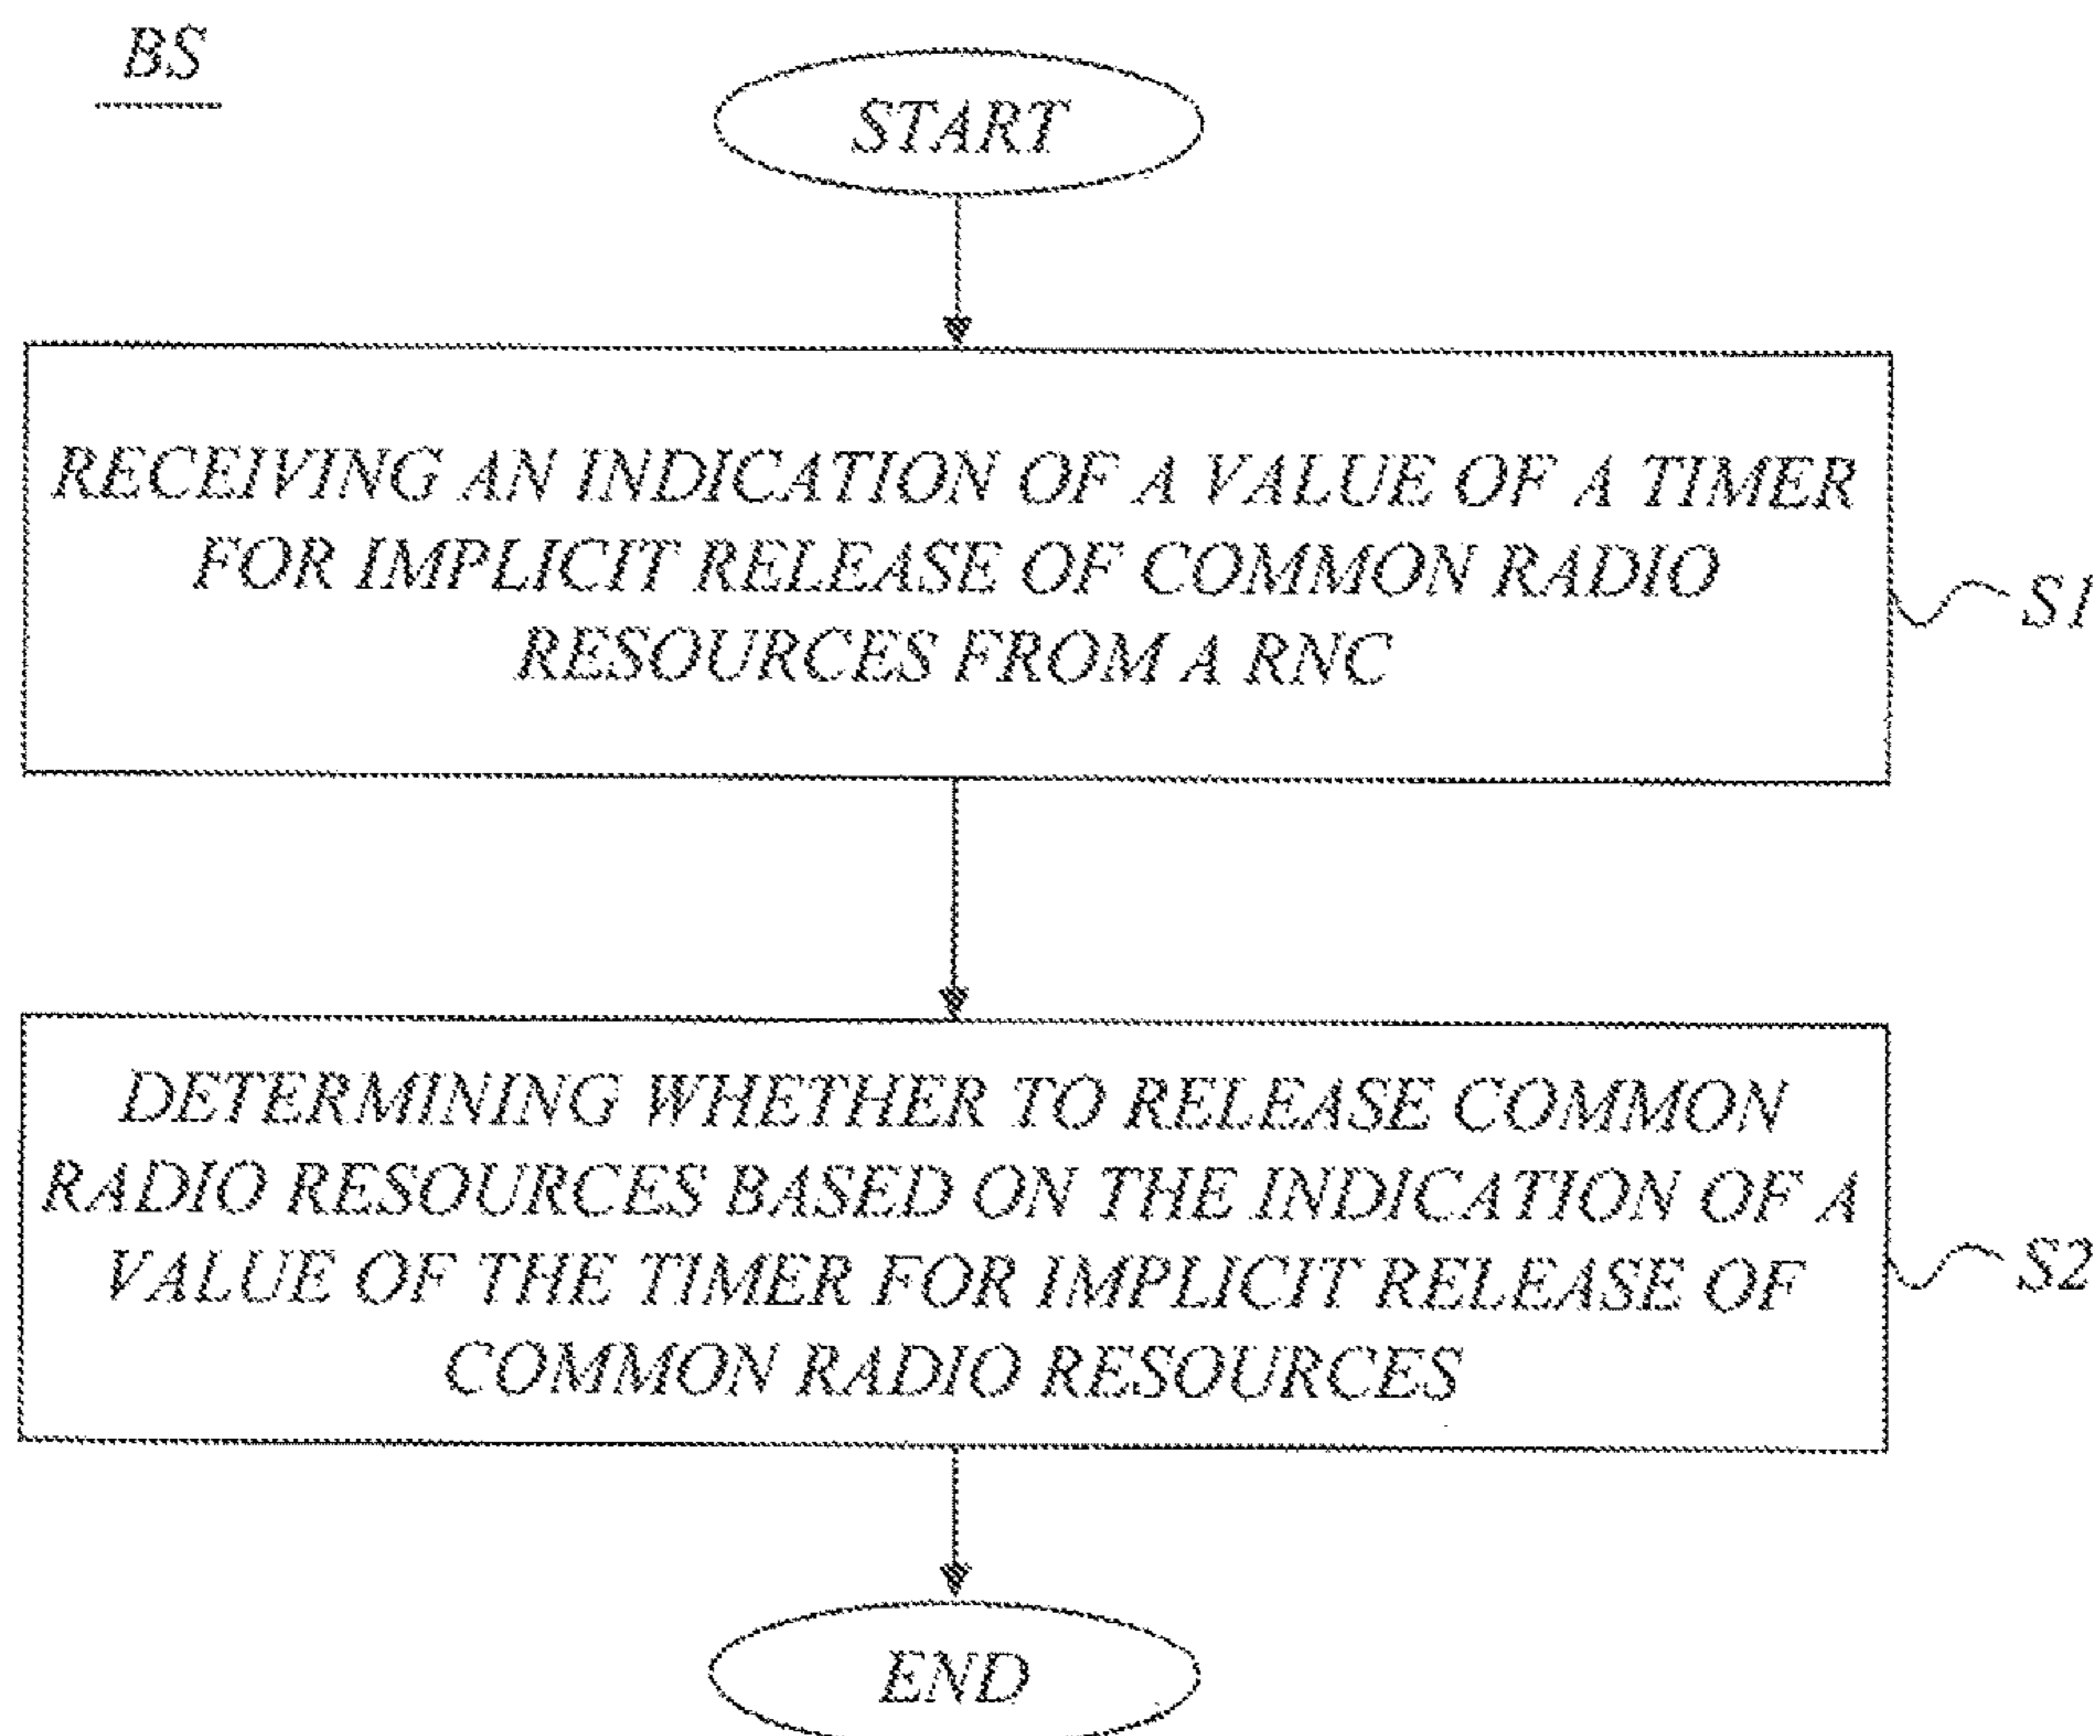 BS
START
RECEIVING AN INDICATION OF A VALUE OF A TIMER
FOR IMPLICIT RELEASE OF COMMON RADIO
RESOURCES FROM A RNC
S1
DETERMINING WHETHER TO RELEASE COMMON
RADIO RESOURCES BASED ON THE INDICATION OF A
VALUE OF THE TIMER FOR IMPLICIT RELEASE OF
COMMON RADIO RESOURCES
S2
END